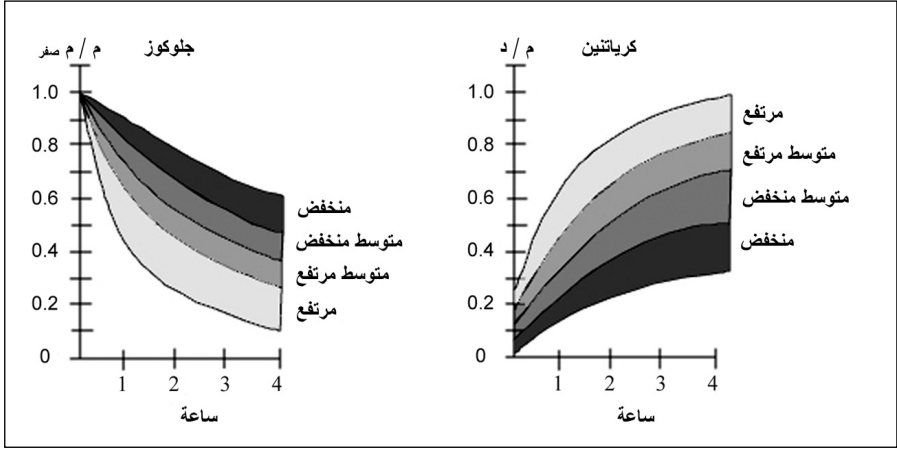 جلوكوز
م / م صفر
1.0
0.8
0.6
0.4
0.2
0
1 2 3 4
ساعة
منخفض
متوسط منخفض
متوسط مرتفع
مرتفع
كرياتنين
م / د
1.0
0.8
0.6
0.4
0.2
0
1 2 3 4
ساعة
مرتفع
متوسط مرتفع
متوسط منخفض
منخفض